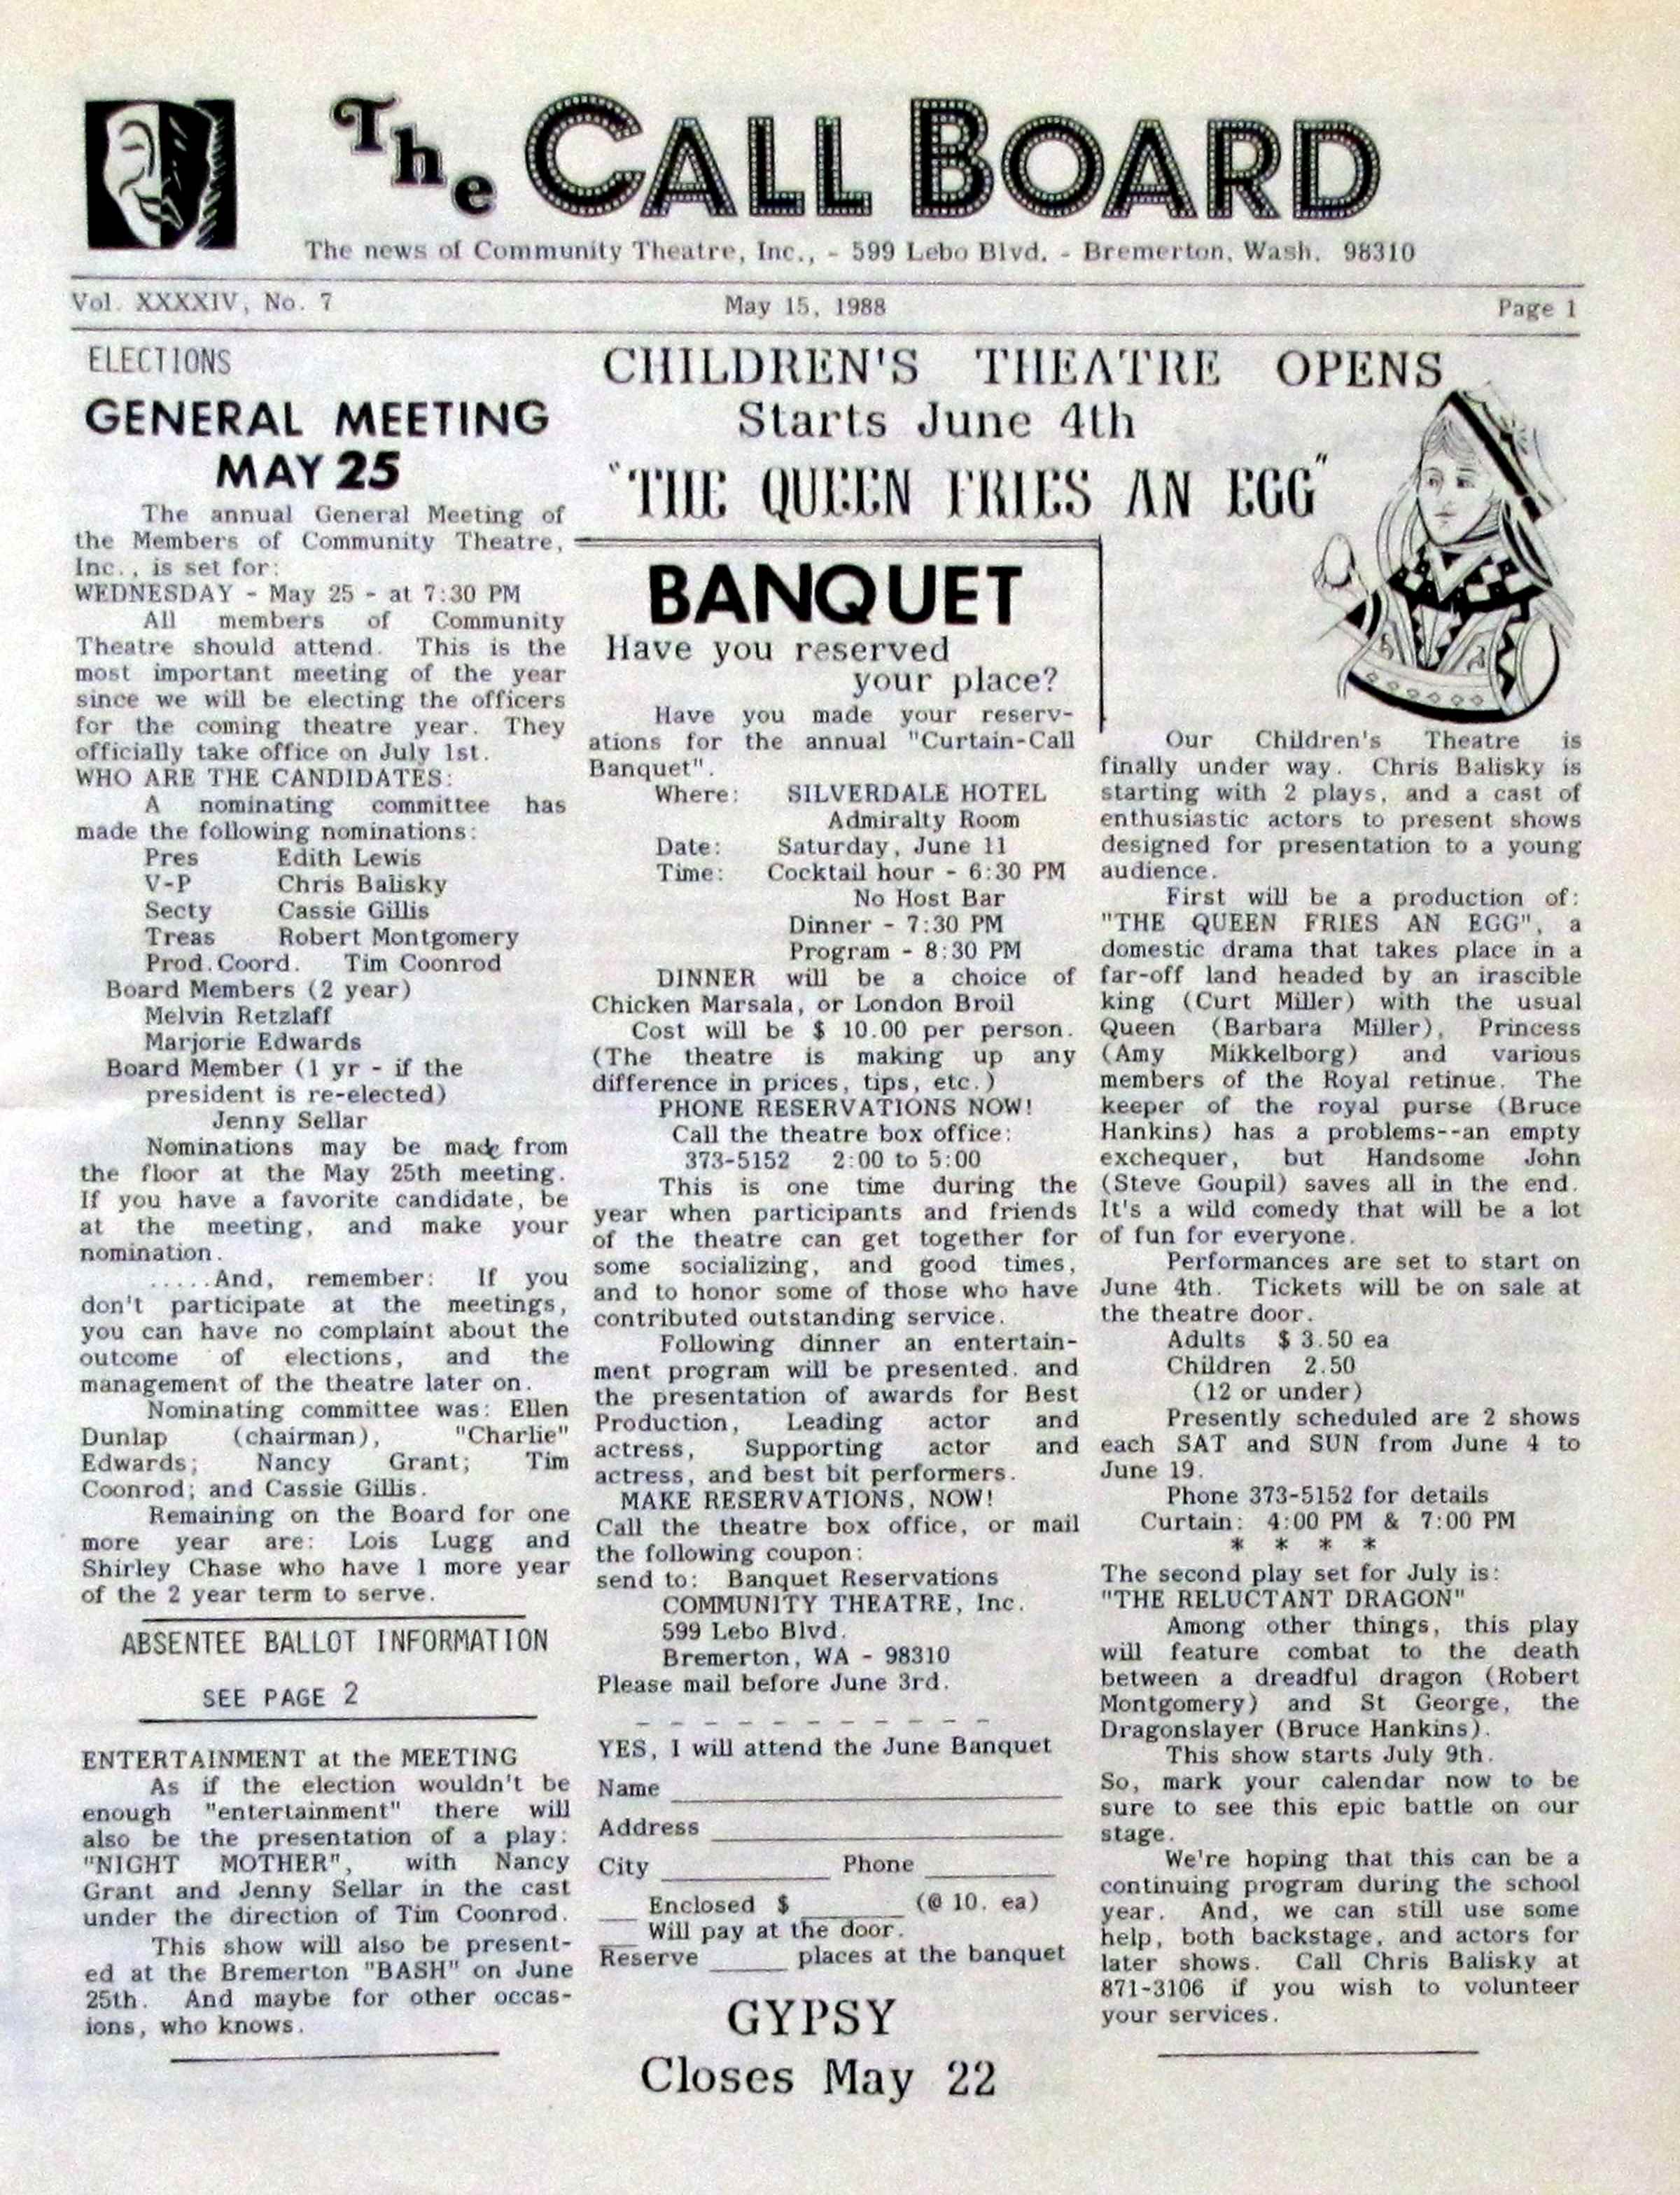 The CALL BOARD
The news of Community Theatre, Inc., - 599 Lebo Blvd. - Bremerton, Wash. 98310
Vol. XXXXIV, No. 7
May 15, 1988
Page 1
ELECTIONS
GENERAL MEETING
MAY 25
The annual General Meeting of
the Members of Community Theatre,
Inc., is set for:
WEDNESDAY - May 25 - at 7:30 PM
All members of Community
Theatre should attend. This is the
most important meeting of the year
since we will be electing the officers
for the coming theatre year. They
officially take office on July 1st.
WHO ARE THE CANDIDATES:
A nominating committee has
made the following nominations:
Pres Edith Lewis
V-P Chris Balisky
Secty Cassie Gillis
Treas Robert Montgomery
Prod.Coord. Tim Coonrod
Board Members (2 year)
Melvin Retzlaff
Marjorie Edwards
Board Member (1 yr - if the
president is re-elected)
Jenny Sellar
Nominations may be made from
the floor at the May 25th meeting.
If you have a favorite candidate, be
at the meeting, and make your
nomination.
.....And, remember: If you
don't participate at the meetings,
you can have no complaint about the
outcome of elections, and the
management of the theatre later on.
Nominating committee was: Ellen
Dunlap (chairman), "Charlie"
Edwards; Nancy Grant; Tim
Coonrod; and Cassie Gillis.
Remaining on the Board for one
more year are: Lois Lugg and
Shirley Chase who have 1 more year
of the 2 year term to serve.
ABSENTEE BALLOT INFORMATION
SEE PAGE 2
ENTERTAINMENT at the MEETING
As if the election wouldn't be
enough "entertainment" there will
also be the presentation of a play:
"NIGHT MOTHER", with Nancy
Grant and Jenny Sellar in the cast
under the direction of Tim Coonrod.
This show will also be present-
ed at the Bremerton "BASH" on June
25th. And maybe for other occas-
ions, who knows.
CHILDREN'S THEATRE OPENS
Starts June 4th
"THE QUEEN FRIES AN EGG"
BANQUET
Have you reserved
your place?
Have you made your reserv-
ations for the annual "Curtain-Call
Banquet".
Where: SILVERDALE HOTEL
Admiralty Room
Date: Saturday, June 11
Time: Cocktail hour - 6:30 PM
No Host Bar
Dinner - 7:30 PM
Program - 8:30 PM
DINNER will be a choice of
Chicken Marsala, or London Broil
Cost will be $ 10.00 per person.
(The theatre is making up any
difference in prices, tips, etc.)
PHONE RESERVATIONS NOW!
Call the theatre box office:
373-5152 2:00 to 5:00
This is one time during the
year when participants and friends
of the theatre can get together for
some socializing, and good times,
and to honor some of those who have
contributed outstanding service.
Following dinner an entertain-
ment program will be presented. and
the presentation of awards for Best
Production, Leading actor and
actress, Supporting actor and
actress, and best bit performers.
MAKE RESERVATIONS, NOW!
Call the theatre box office, or mail
the following coupon:
send to: Banquet Reservations
COMMUNITY THEATRE, Inc.
599 Lebo Blvd.
Bremerton, WA - 98310
Please mail before June 3rd.
YES, I will attend the June Banquet
Name
Address
City Phone
Enclosed $ (@ 10. ea)
Will pay at the door.
Reserve places at the banquet
GYPSY
Closes May 22
Our Children's Theatre is
finally under way. Chris Balisky is
starting with 2 plays, and a cast of
enthusiastic actors to present shows
designed for presentation to a young
audience.
First will be a production of:
"THE QUEEN FRIES AN EGG", a
domestic drama that takes place in a
far-off land headed by an irascible
king (Curt Miller) with the usual
Queen (Barbara Miller), Princess
(Amy Mikkelborg) and various
members of the Royal retinue. The
keeper of the royal purse (Bruce
Hankins) has a problems--an empty
exchequer, but Handsome John
(Steve Goupil) saves all in the end.
It's a wild comedy that will be a lot
of fun for everyone.
Performances are set to start on
June 4th. Tickets will be on sale at
the theatre door.
Adults $ 3.50 ea
Children 2.50
(12 or under)
Presently scheduled are 2 shows
each SAT and SUN from June 4 to
June 19.
Phone 373-5152 for details
Curtain: 4:00 PM & 7:00 PM
* * * *
The second play set for July is:
"THE RELUCTANT DRAGON"
Among other things, this play
will feature combat to the death
between a dreadful dragon (Robert
Montgomery) and St George, the
Dragonslayer (Bruce Hankins).
This show starts July 9th.
So, mark your calendar now to be
sure to see this epic battle on our
stage.
We're hoping that this can be a
continuing program during the school
year. And, we can still use some
help, both backstage, and actors for
later shows. Call Chris Balisky at
871-3106 if you wish to volunteer
your services.